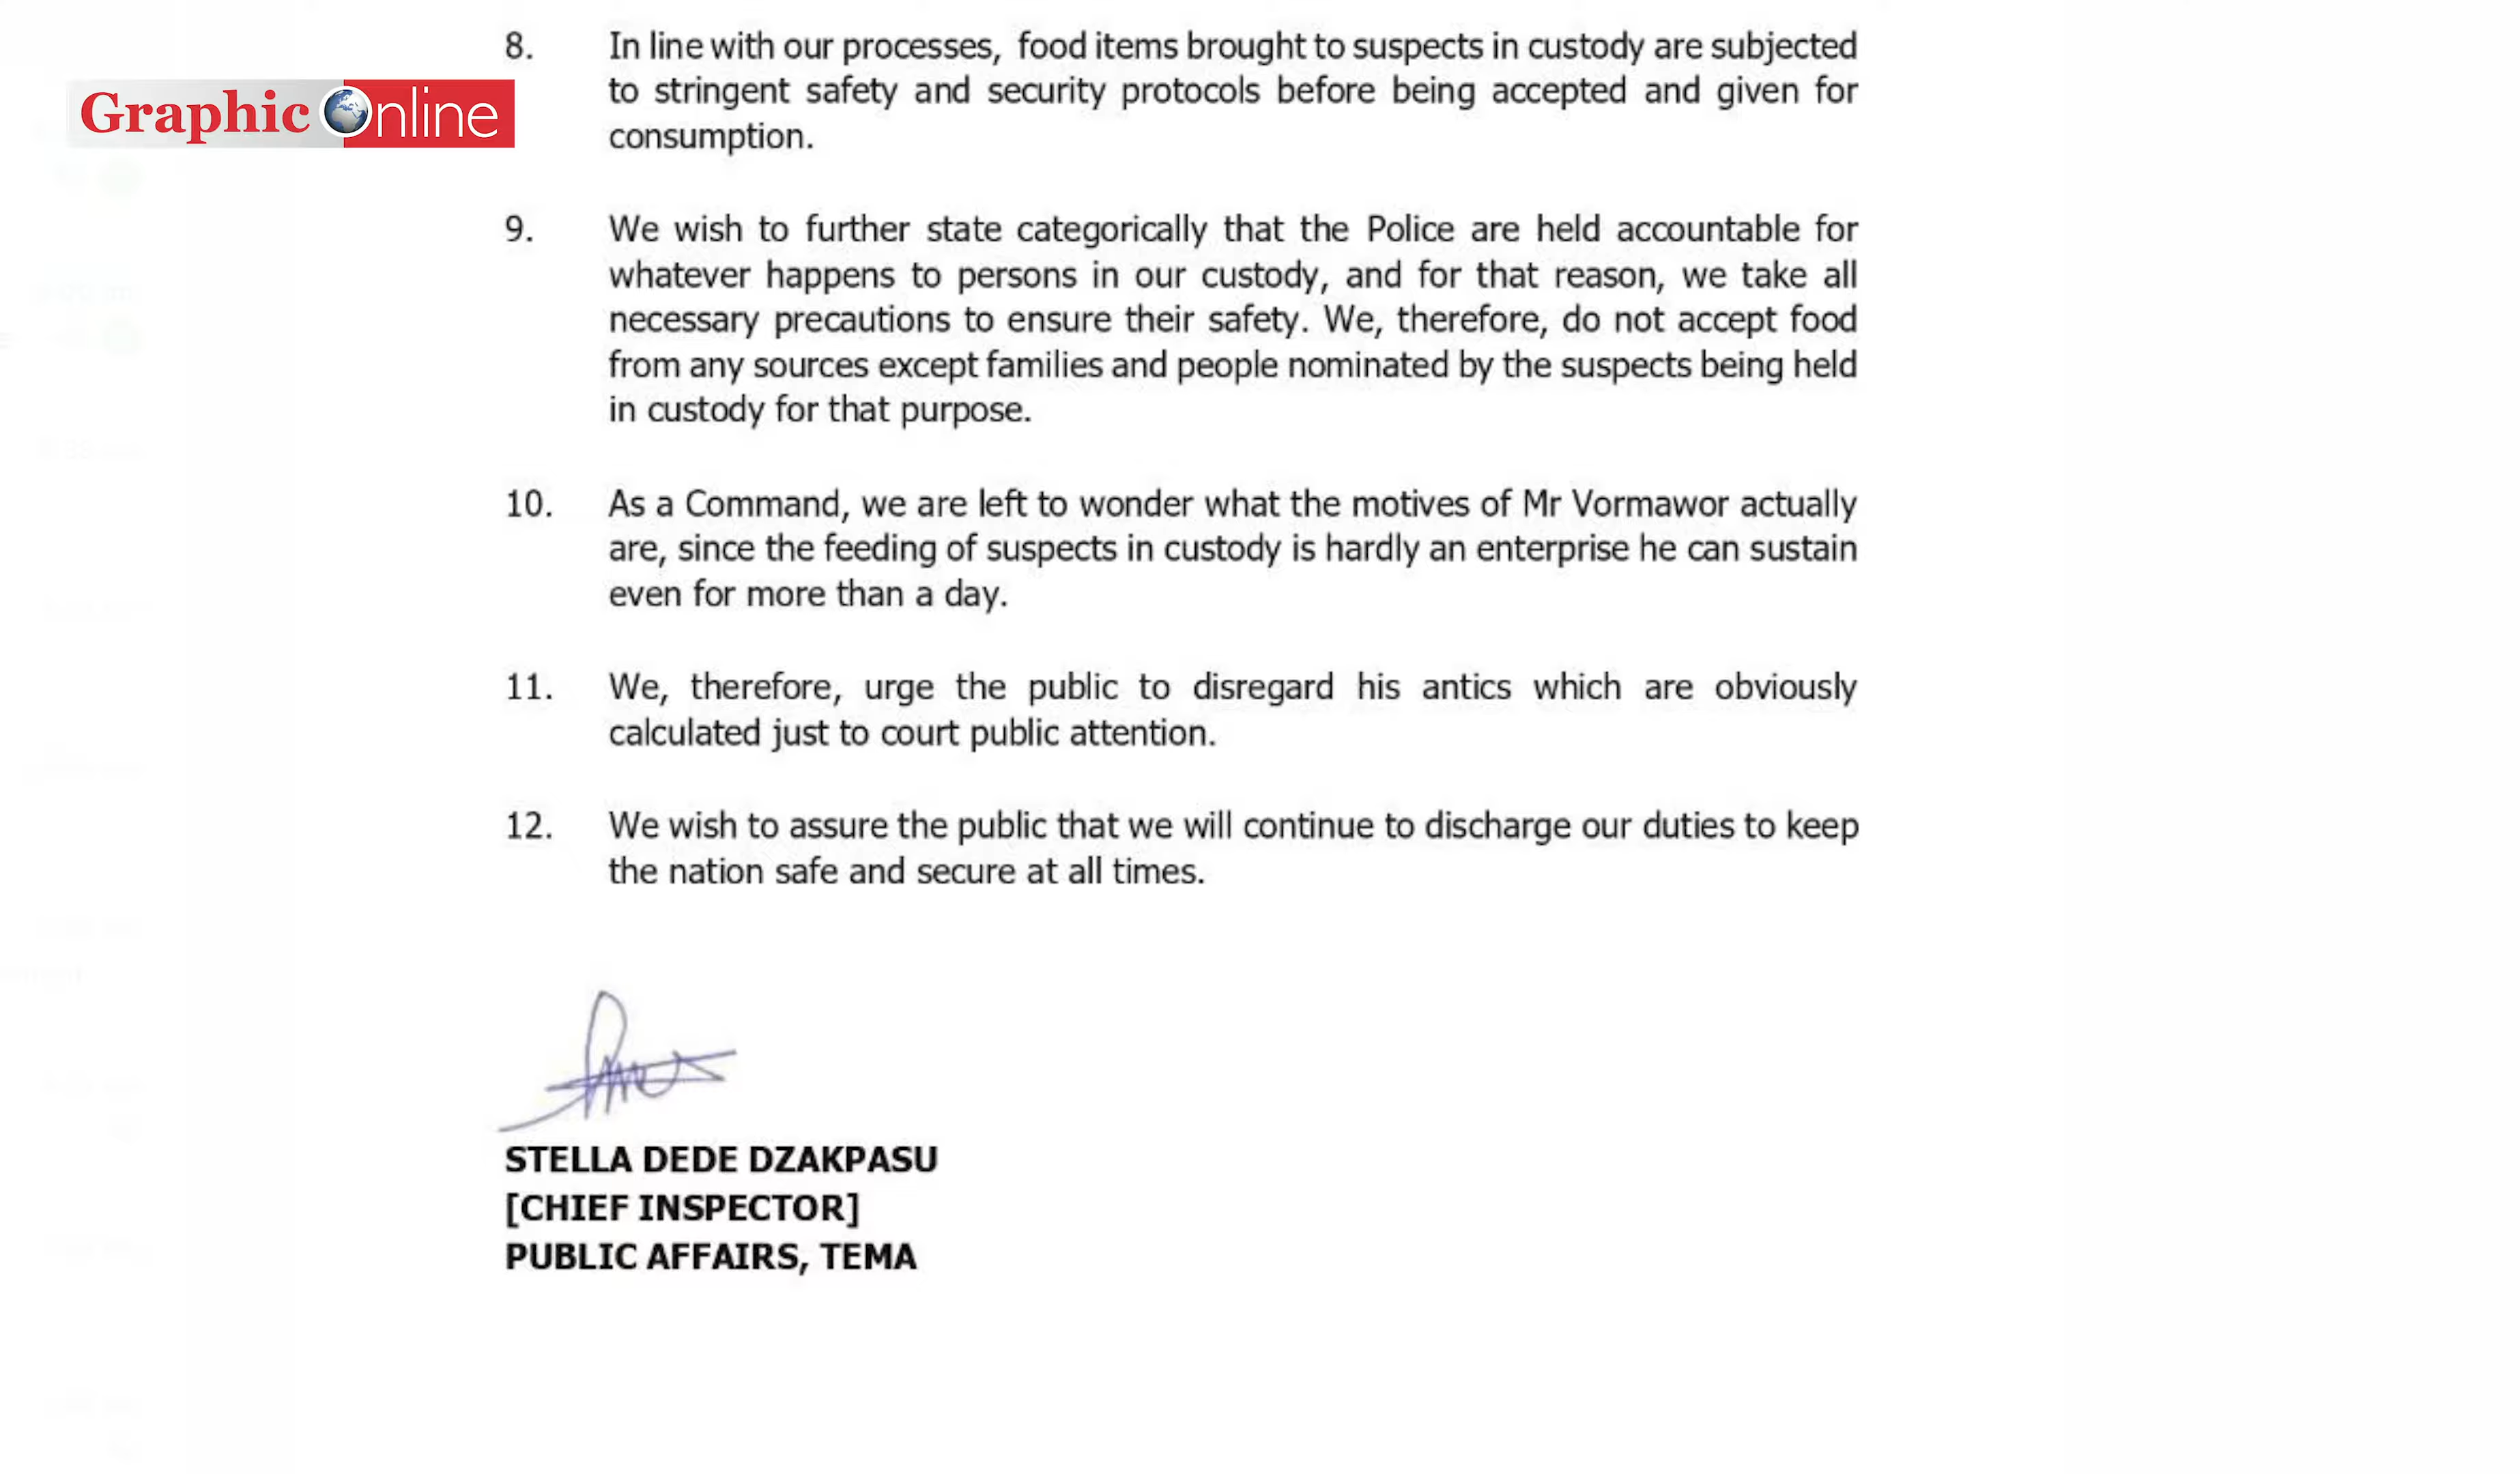 Graphic Online
8. In line with our processes, food items brought to suspects in custody are subjected
to stringent safety and security protocols before being accepted and given for
consumption.
9. We wish to further state categorically that the Police are held accountable for
whatever happens to persons in our custody, and for that reason, we take all
necessary precautions to ensure their safety. We, therefore, do not accept food
from any sources except families and people nominated by the suspects being held
in custody for that purpose.
10. As a Command, we are left to wonder what the motives of Mr Vormawor actually
are, since the feeding of suspects in custody is hardly an enterprise he can sustain
even for more than a day.
11. We, therefore, urge the public to disregard his antics which are obviously
calculated just to court public attention.
12. We wish to assure the public that we will continue to discharge our duties to keep
the nation safe and secure at all times.
STELLA DEDE DZAKPASU
[CHIEF INSPECTOR]
PUBLIC AFFAIRS, TEMA